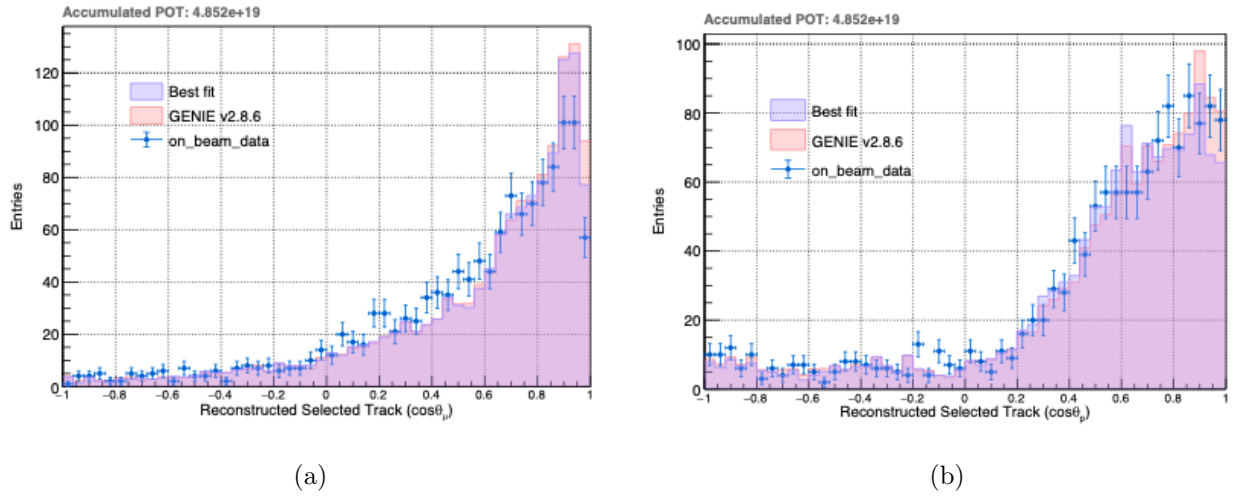 Accumulated POT: 4.852e+19
Entries
120
100
80
60
40
20
0
Best fit
GENIE v2.8.6
on_beam_data
−1 −0.8 −0.6 −0.4 −0.2 0 0.2 0.4 0.6 0.8 1
Reconstructed Selected Track (cosθμ)
(a)
Accumulated POT: 4.852e+19
Entries
100
80
60
40
20
0
Best fit
GENIE v2.8.6
on_beam_data
−1 −0.8 −0.6 −0.4 −0.2 0 0.2 0.4 0.6 0.8 1
Reconstructed Selected Track (cosθp)
(b)